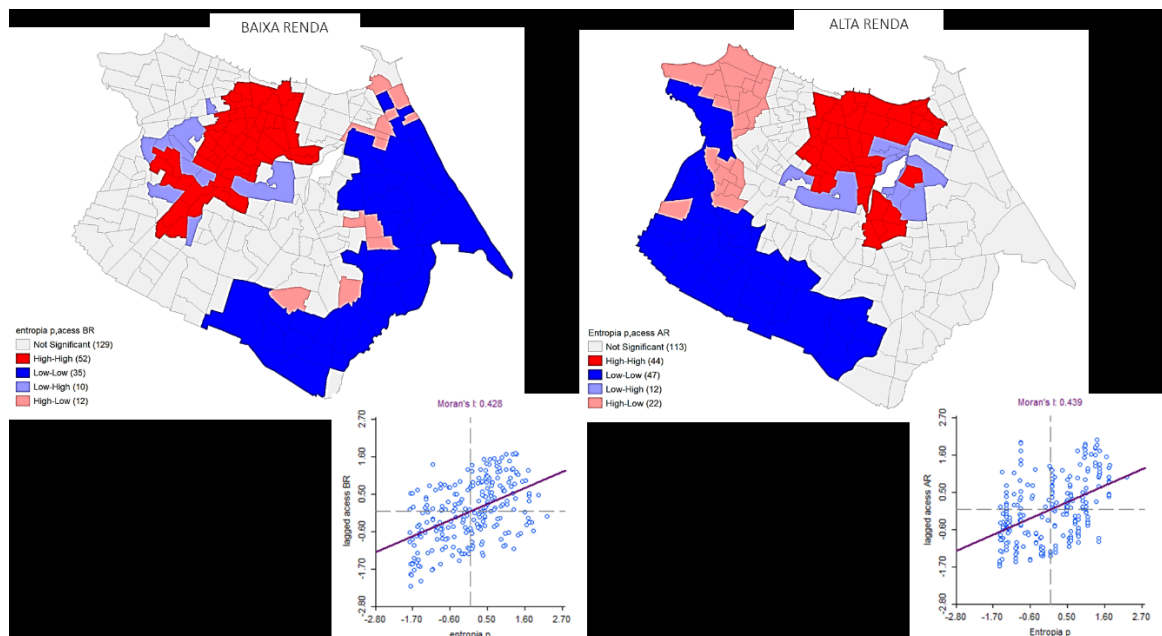 BAIXA RENDA
entropia p,acess BR
Not Significant (129)
High-High (52)
Low-Low (35)
Low-High (10)
High-Low (12)
Moran's I: 0.428
lagged acess BR
2.70
1.60
0.50
-0.60
-1.70
-2.80
-2.80
-1.70
-0.60
0.50
1.60
2.70
entropia p
ALTA RENDA
Entropia p,acess AR
Not Significant (113)
High-High (44)
Low-Low (47)
Low-High (12)
High-Low (22)
Moran's I: 0.439
lagged acess AR
2.70
1.60
0.50
-0.60
-1.70
-2.80
-2.80
-1.70
-0.60
0.50
1.60
2.70
Entropia p